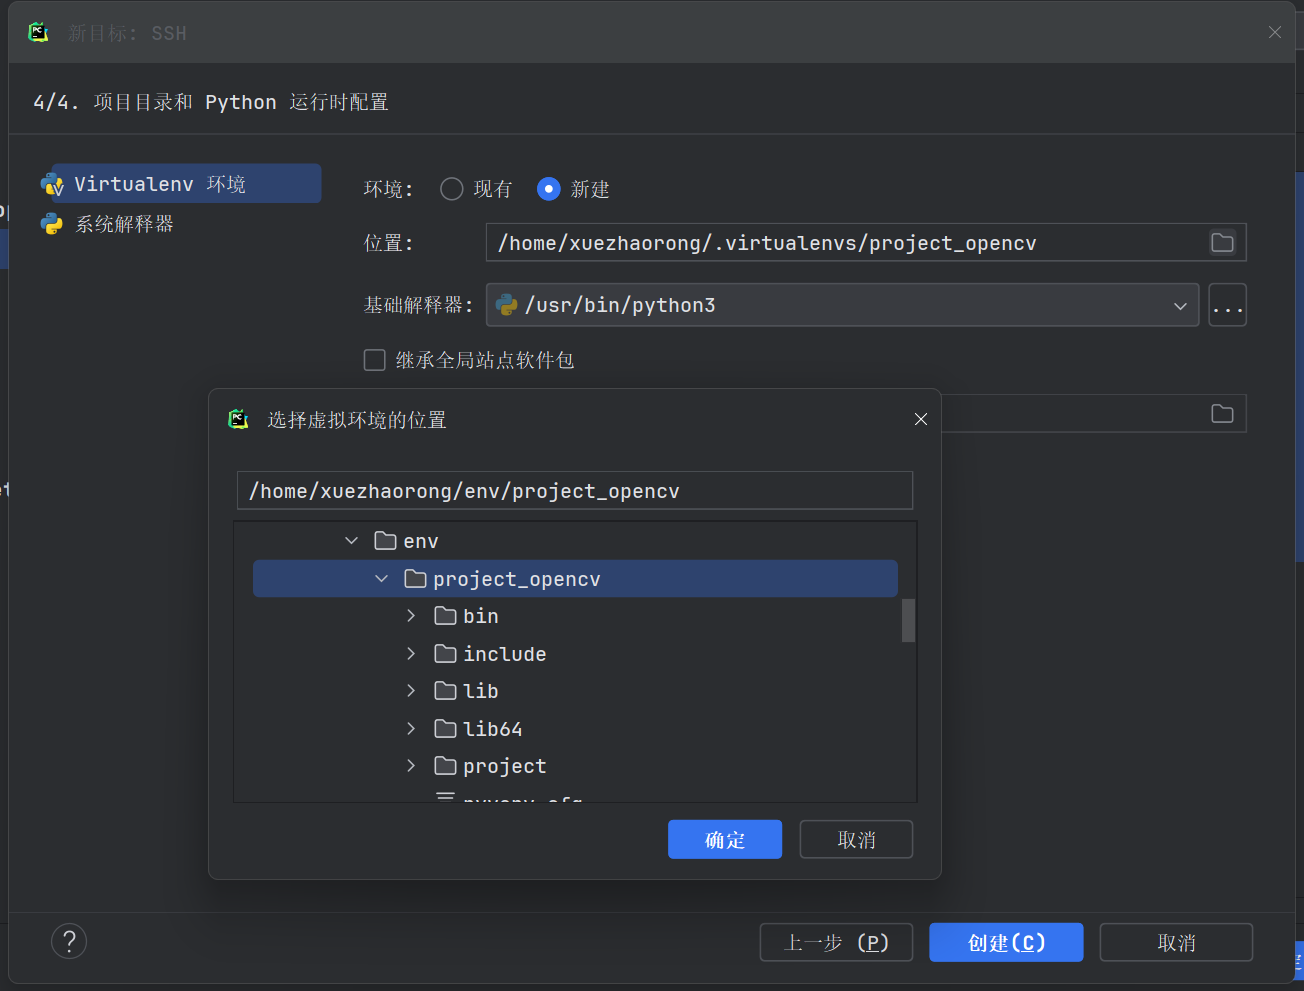 新目标: SSH
4/4. 项目目录和 Python 运行时配置
Virtualenv 环境
系统解释器
环境: 现有 新建
位置: /home/xuezhaorong/.virtualenvs/project_opencv
基础解释器: /usr/bin/python3 ...
继承全局站点软件包
选择虚拟环境的位置
/home/xuezhaorong/env/project_opencv
env
project_opencv
bin
include
lib
lib64
project
确定 取消
? 上一步 (P) 创建(C) 取消